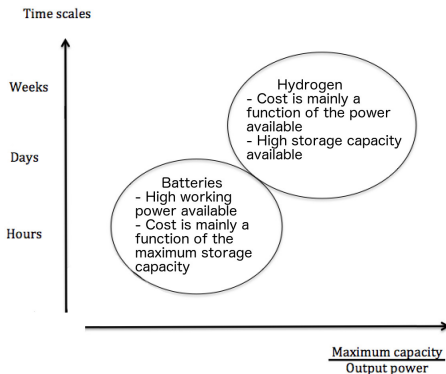 Time scales
Weeks
Hydrogen
- Cost is mainly a
function of the power
available
- High storage capacity
available
Days
Batteries
- High working
power available
- Cost is mainly a
function of the
maximum storage
capacity
Hours
Maximum capacity
Output power